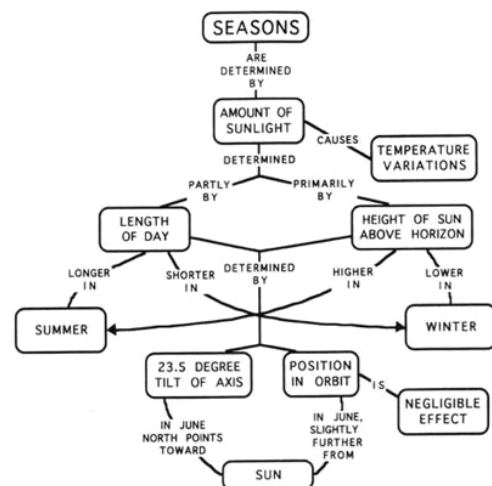 SEASONS
ARE
DETERMINED
BY
AMOUNT OF
SUNLIGHT
CAUSES
TEMPERATURE
VARIATIONS
DETERMINED
PARTLY
BY
PRIMARILY
BY
LENGTH
OF DAY
HEIGHT OF SUN
ABOVE HORIZON
LONGER
IN
SHORTER
IN
DETERMINED
BY
HIGHER
IN
LOWER
IN
SUMMER
WINTER
23.5 DEGREE
TILT OF AXIS
POSITION
IN ORBIT
IS
NEGLIGIBLE
EFFECT
IN JUNE
NORTH POINTS
TOWARD
IN JUNE,
SLIGHTLY
FURTHER
FROM
SUN